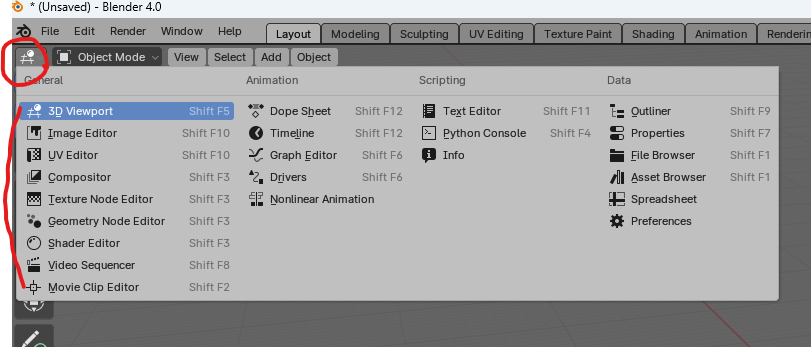 * (Unsaved) - Blender 4.0
File Edit Render Window Help Layout Modeling Sculpting UV Editing Texture Paint Shading Animation Renderin
Object Mode View Select Add Object
General Animation Scripting Data
3D Viewport Shift F5 Dope Sheet Shift F12 Text Editor Shift F11 Outliner Shift F9
Image Editor Shift F10 Timeline Shift F12 Python Console Shift F4 Properties Shift F7
UV Editor Shift F10 Graph Editor Shift F6 Info File Browser Shift F1
Compositor Shift F3 Drivers Shift F6 Asset Browser Shift F1
Texture Node Editor Shift F3 Nonlinear Animation Spreadsheet
Geometry Node Editor Shift F3 Preferences
Shader Editor Shift F3
Video Sequencer Shift F8
Movie Clip Editor Shift F2